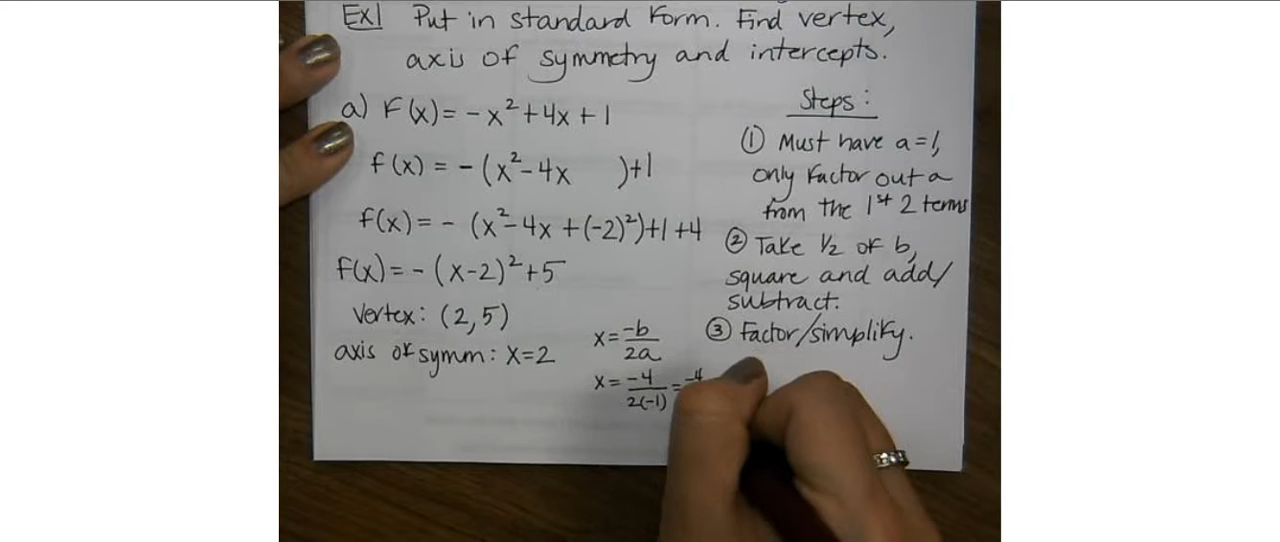 Ex1 Put in standard form. Find vertex,
axis of symmetry and intercepts.
a) F(x) = -x² + 4x + 1
f(x) = -(x² - 4x    ) + 1
f(x) = - (x² - 4x + (-2)²) + 1 + 4
f(x) = - (x-2)² + 5
Vertex: (2, 5)
axis of symm: x = 2
x = -b/2a
x = -4/2(-1) = -4
Steps:
① Must have a = 1,
only factor out a
from the 1st 2 terms
② Take 1/2 of b,
square and add/
subtract.
③ Factor/simplify.